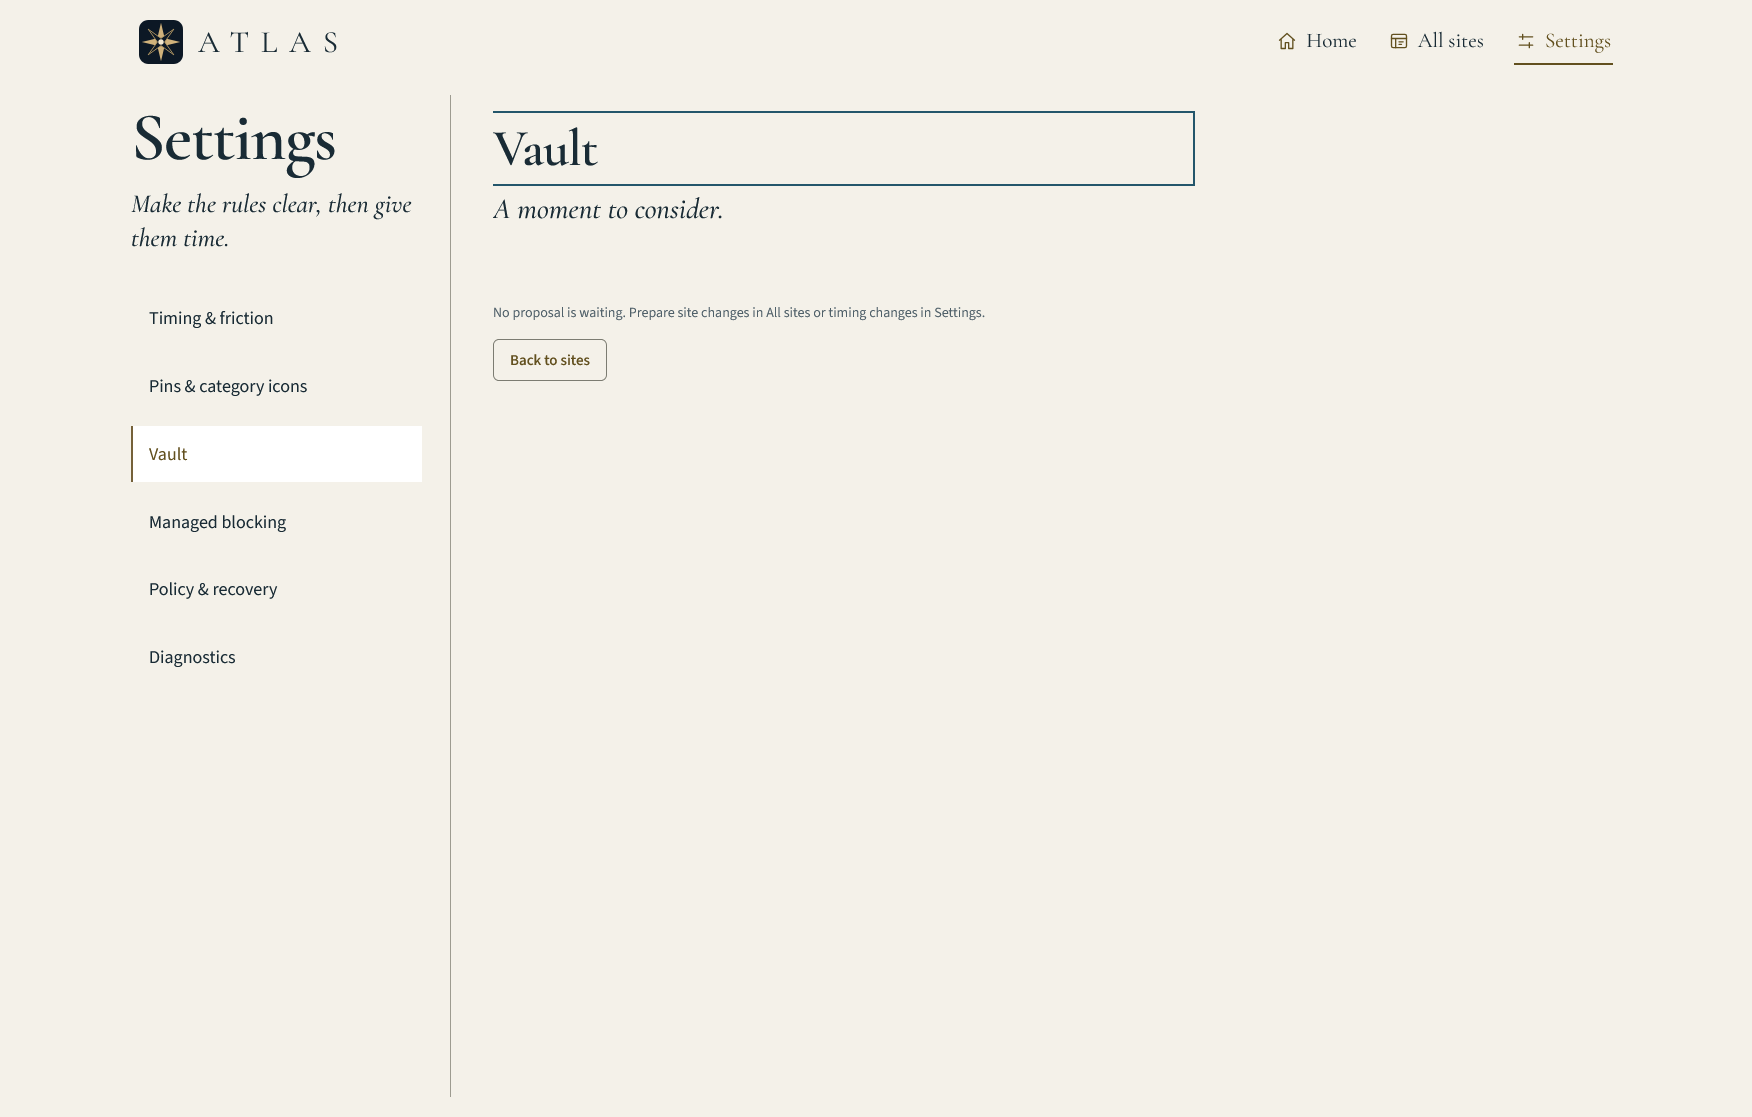 ATLAS
Home
All sites
Settings
Settings
Make the rules clear, then give
them time.
Timing & friction
Pins & category icons
Vault
Managed blocking
Policy & recovery
Diagnostics
Vault
A moment to consider.
No proposal is waiting. Prepare site changes in All sites or timing changes in Settings.
Back to sites